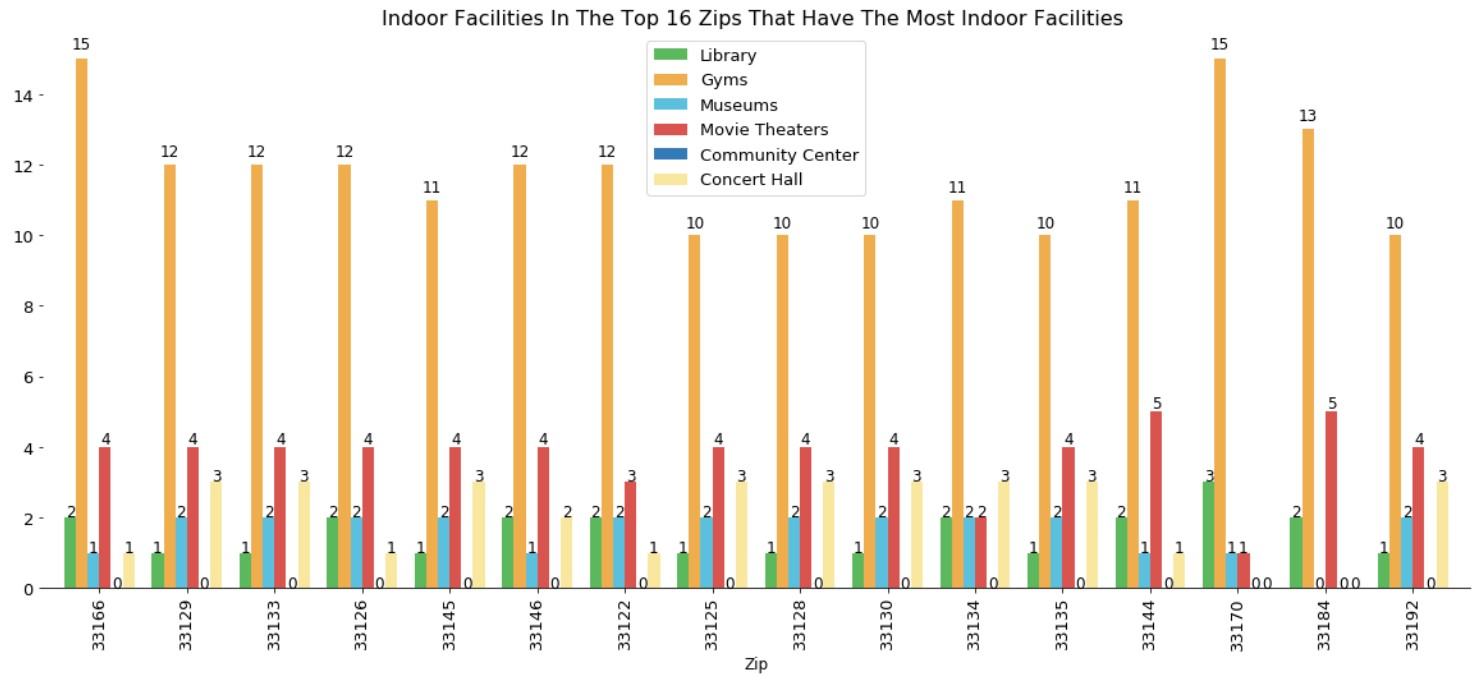 Indoor Facilities In The Top 16 Zips That Have The Most Indoor Facilities
Library
Gyms
Museums
Movie Theaters
Community Center
Concert Hall
14
12
10
8
6
4
2
0
2 15 1 4 0 1
1 12 2 4 0 3
1 12 2 4 0 3
2 12 2 4 0 1
1 11 2 4 0 3
2 12 1 4 0 2
2 12 2 3 0 1
1 10 2 4 0 3
1 10 2 4 0 3
1 10 2 4 0 3
2 11 2 2 0 3
1 10 2 4 0 3
2 11 1 5 0 1
3 15 1 1 0 0
2 13 0 5 0 0
1 10 2 4 0 3
33166
33129
33133
33126
33145
33146
33122
33125
33128
33130
33134
33135
33144
33170
33184
33192
Zip